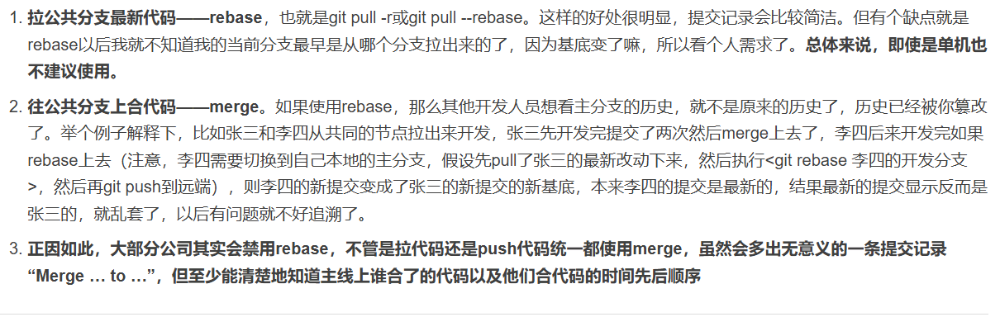 1. 拉公共分支最新代码——rebase，也就是git pull -r或git pull --rebase。这样的好处很明显，提交记录会比较简洁。但有个缺点就是
rebase以后我就不知道我的当前分支最早是从哪个分支拉出来的了，因为基底变了嘛，所以看个人需求了。总体来说，即使是单机也
不建议使用。
2. 往公共分支上合代码——merge。如果使用rebase，那么其他开发人员想看主分支的历史，就不是原来的历史了，历史已经被你篡改
了。举个例子解释下，比如张三和李四从共同的节点拉出来开发，张三先开发完提交了两次然后merge上去了，李四后来开发完如果
rebase上去（注意，李四需要切换到自己本地的主分支，假设先pull了张三的最新改动下来，然后执行<git rebase 李四的开发分支
>，然后再git push到远端），则李四的新提交变成了张三的新提交的新基底，本来李四的提交是最新的，结果最新的提交显示反而是
张三的，就乱套了，以后有问题就不好追溯了。
3. 正因如此，大部分公司其实会禁用rebase，不管是拉代码还是push代码统一都使用merge，虽然会多出无意义的一条提交记录
“Merge … to …”，但至少能清楚地知道主线上谁合了的代码以及他们合代码的时间先后顺序